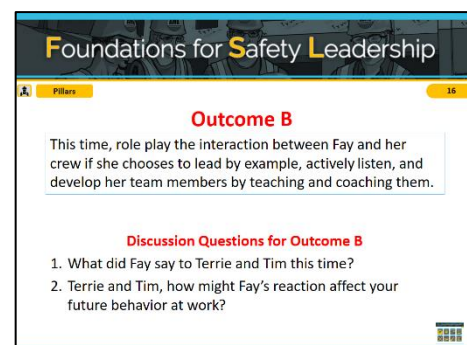 Foundations for Safety Leadership
Pillars
16
Outcome B
This time, role play the interaction between Fay and her
crew if she chooses to lead by example, actively listen, and
develop her team members by teaching and coaching them.
Discussion Questions for Outcome B
1. What did Fay say to Terrie and Tim this time?
2. Terrie and Tim, how might Fay's reaction affect your
future behavior at work?